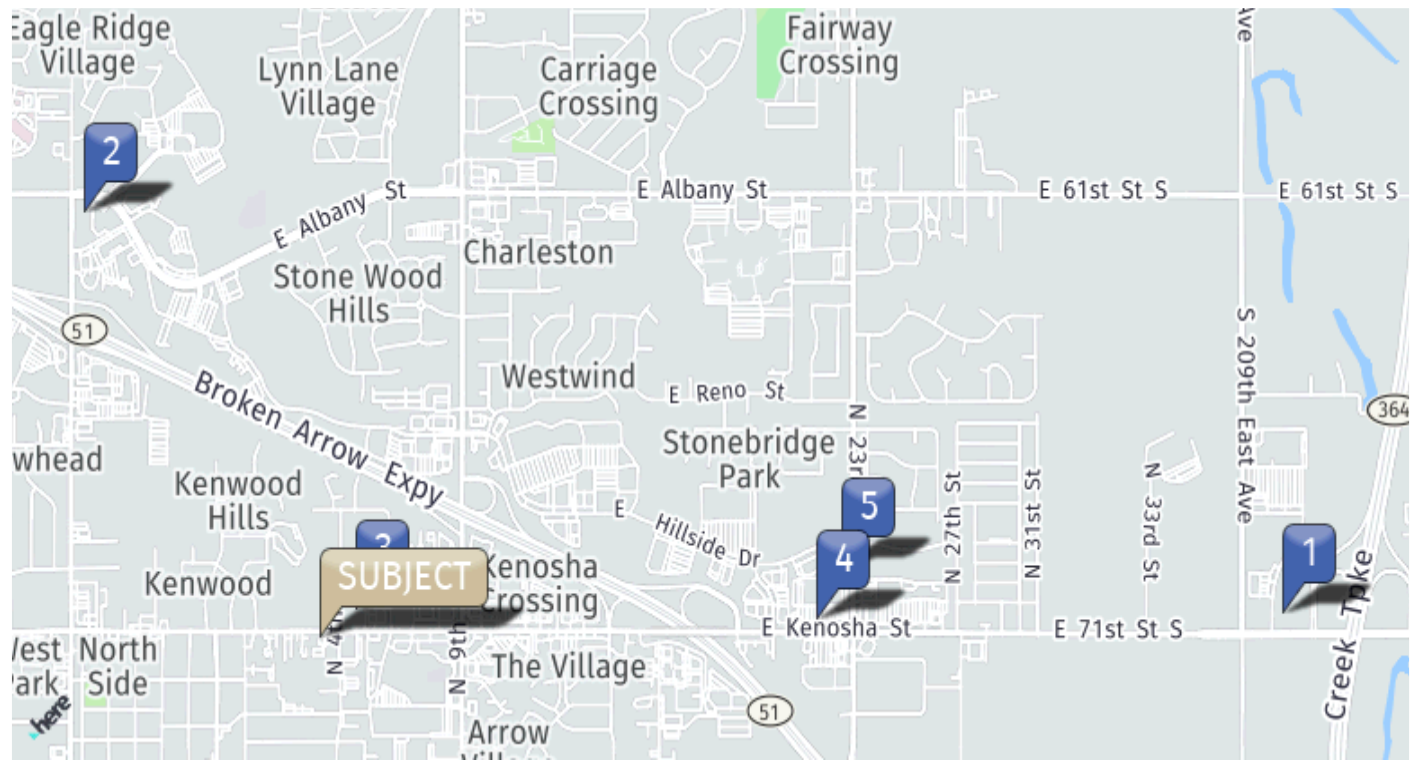 Eagle Ridge
Village
Lynn Lane
Village
Carriage
Crossing
Fairway
Crossing
Ave
2
E Albany St
E Albany St
E 61st St S
E 61st St S
Charleston
Stone Wood
Hills
51
Broken Arrow Expy
Westwind
E Reno St
S 209th East Ave
364
whead
Kenwood
Hills
Stonebridge
Park
N 23r
E Hillside Dr
N 27th St
N 31st St
N 33rd St
5
4
1
3
SUBJECT
Kenwood
Kenosha
Crossing
E Kenosha St
E 71st St S
Creek Tpke
West
Park
North
Side
N 4th
N 9th
The Village
51
Arrow
here